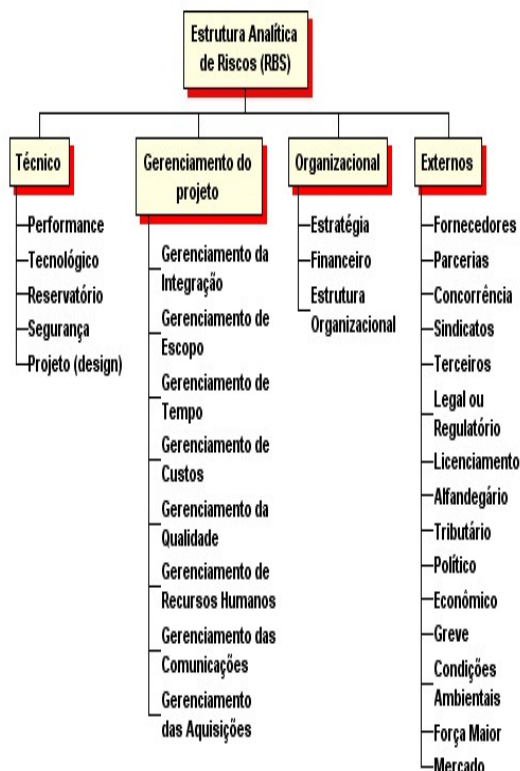 Estrutura Analítica
de Riscos (RBS)
Técnico
Performance
Tecnológico
Reservatório
Segurança
Projeto (design)
Gerenciamento do
projeto
Gerenciamento da
Integração
Gerenciamento de
Escopo
Gerenciamento de
Tempo
Gerenciamento de
Custos
Gerenciamento da
Qualidade
Gerenciamento de
Recursos Humanos
Gerenciamento das
Comunicações
Gerenciamento
das Aquisições
Organizacional
Estratégia
Financeiro
Estrutura
Organizacional
Externos
Fornecedores
Parcerias
Concorrência
Sindicatos
Terceiros
Legal ou
Regulatório
Licenciamento
Alfandegário
Tributário
Político
Econômico
Greve
Condições
Ambientais
Força Maior
Mercado